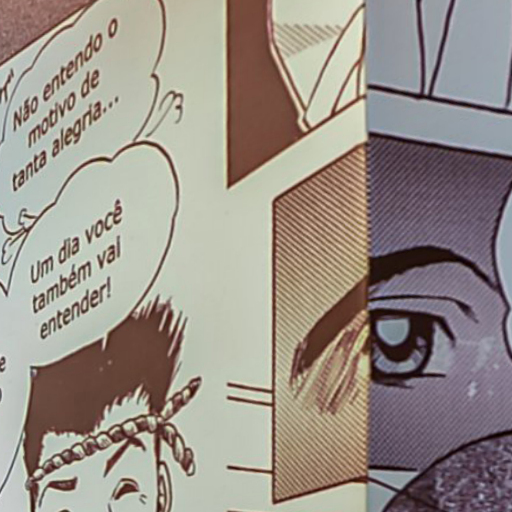 Não entendo o
motivo de
tanta alegria...
Um dia você
também vai
entender!